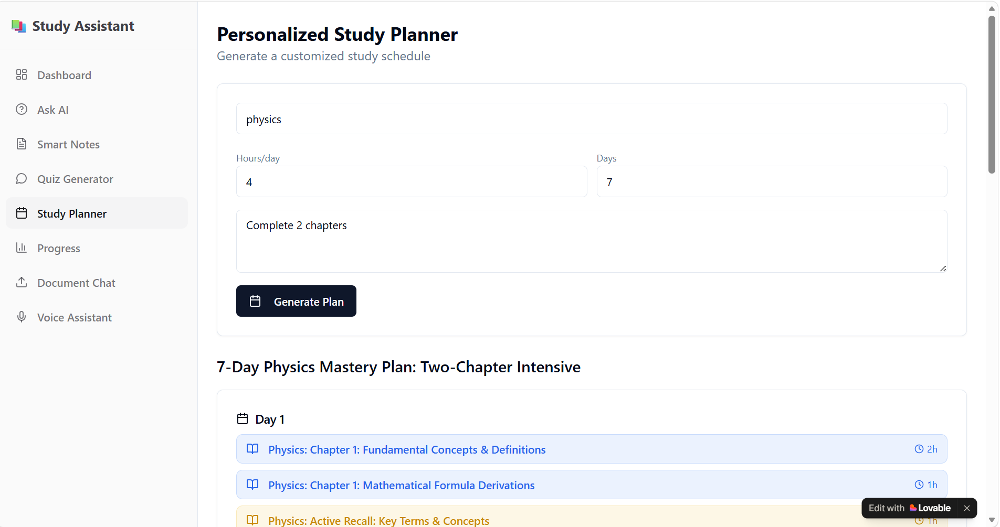 Study Assistant
Dashboard
Ask AI
Smart Notes
Quiz Generator
Study Planner
Progress
Document Chat
Voice Assistant
Personalized Study Planner
Generate a customized study schedule
physics
Hours/day
Days
4
7
Complete 2 chapters
Generate Plan
7-Day Physics Mastery Plan: Two-Chapter Intensive
Day 1
Physics: Chapter 1: Fundamental Concepts & Definitions 2h
Physics: Chapter 1: Mathematical Formula Derivations 1h
Physics: Active Recall: Key Terms & Concepts 1h
Edit with Lovable